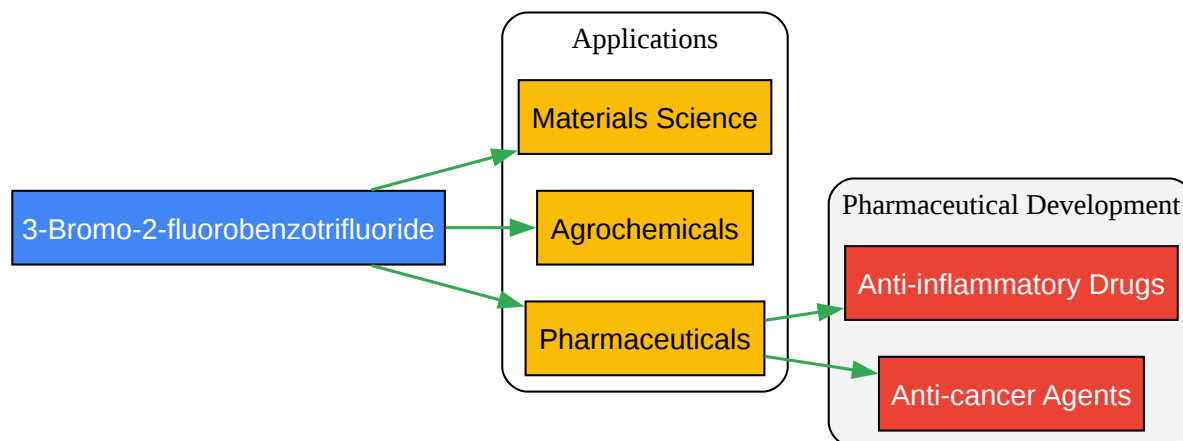 Applications
Materials Science
3-Bromo-2-fluorobenzotrifluoride
Agrochemicals
Pharmaceuticals
Pharmaceutical Development
Anti-inflammatory Drugs
Anti-cancer Agents